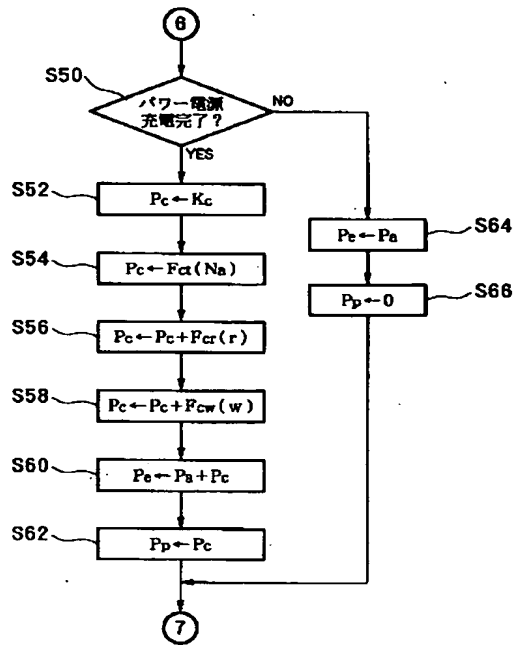 6
S50
パワー電源
充電完了?
NO
YES
S52
Pc←Kc
S54
Pc←Fct(Na)
S56
Pc←Pc+Fcr(r)
S58
Pc←Pc+Fcw(w)
S60
Pe←Pa+Pc
S62
Pp←Pc
Pe←Pa
S64
Pp←0
S66
7